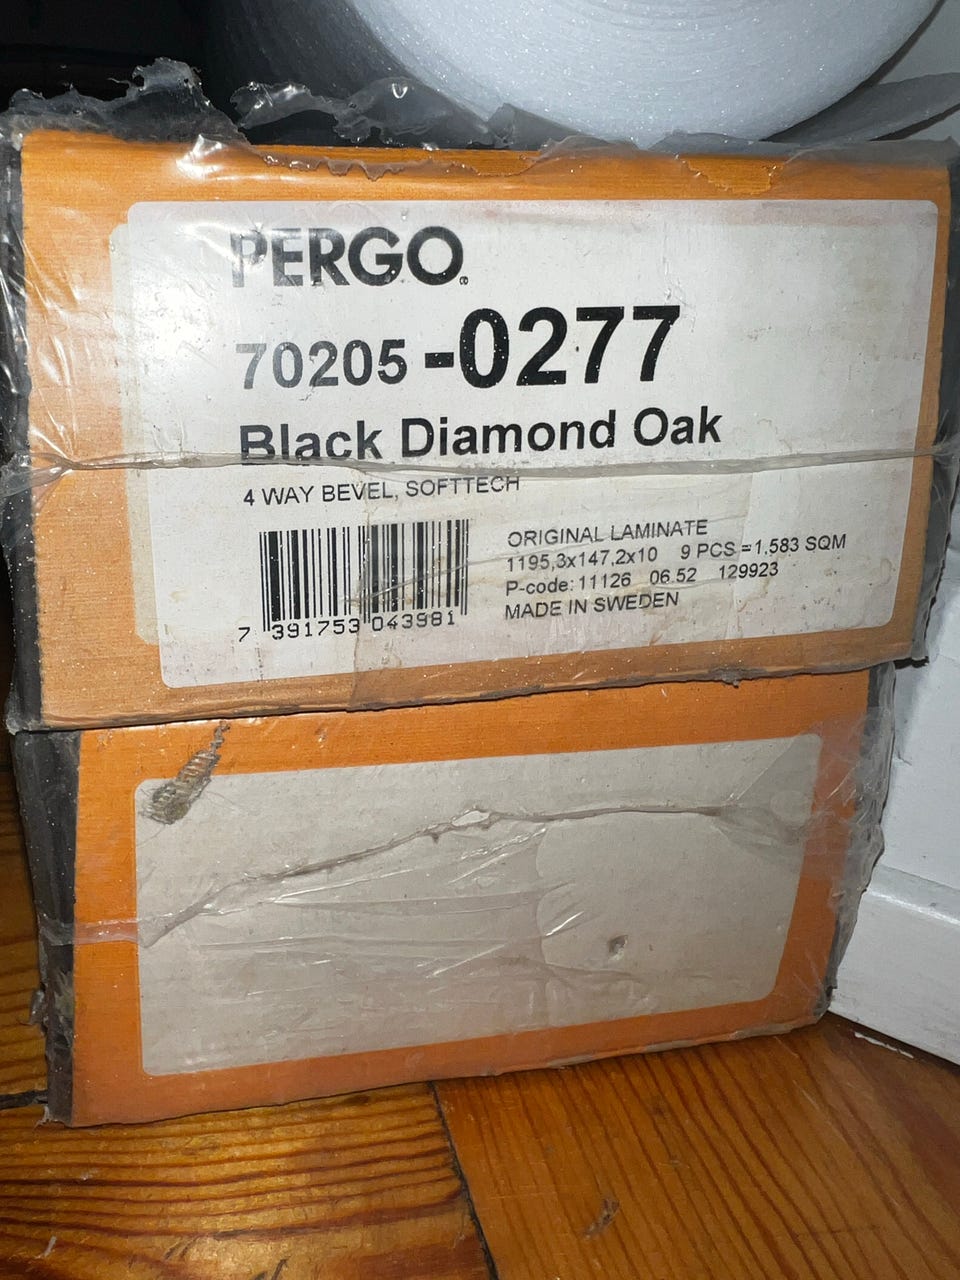 PERGO®
70205-0277
Black Diamond Oak
4 WAY BEVEL, SOFTTECH
ORIGINAL LAMINATE
1195,3x147,2x10 9 PCS =1,583 SQM
P-code: 11126 06.52 129923
MADE IN SWEDEN
7 391753 043981